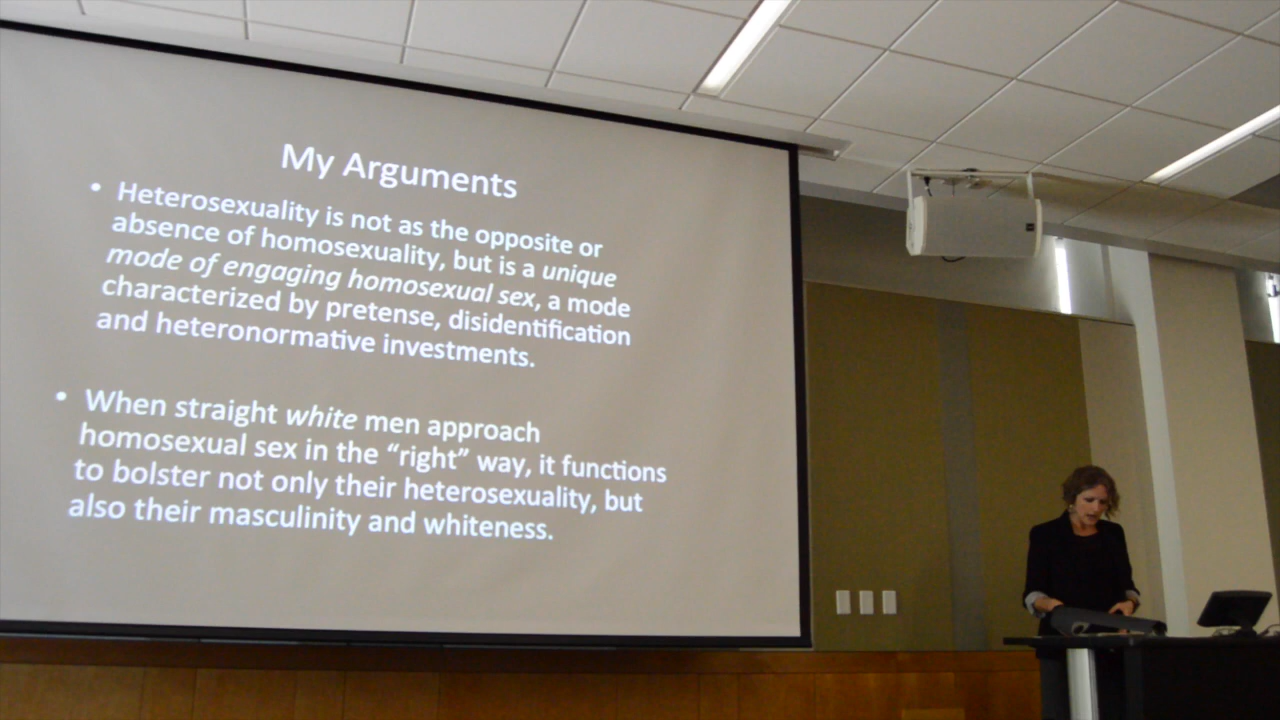 My Arguments
• Heterosexuality is not as the opposite or
absence of homosexuality, but is a unique
mode of engaging homosexual sex, a mode
characterized by pretense, disidentification
and heteronormative investments.
• When straight white men approach
homosexual sex in the “right” way, it functions
to bolster not only their heterosexuality, but
also their masculinity and whiteness.